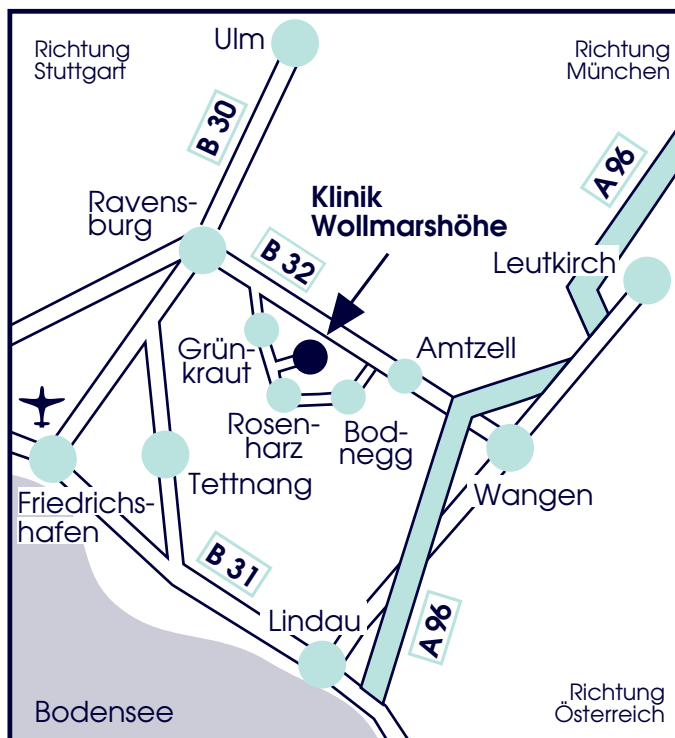 Ulm
Richtung
Stuttgart
Richtung
München
B 30
A 96
Klinik
Wollmarshöhe
Ravens-
burg
B 32
Leutkirch
Grün-
kraut
Amtzell
Rosen-
harz
Bod-
negg
Tettnang
Wangen
Friedrichs-
hafen
B 31
Lindau
A 96
Richtung
Österreich
Bodensee